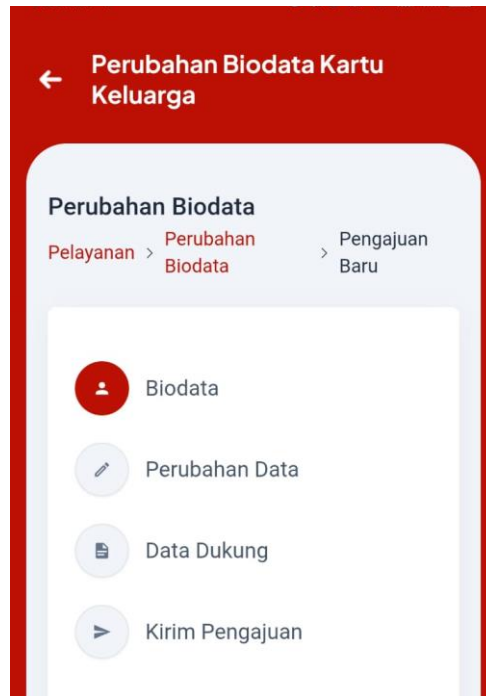 Perubahan Biodata Kartu
Keluarga
Perubahan Biodata
Pelayanan > Perubahan Biodata > Pengajuan Baru
Biodata
Perubahan Data
Data Dukung
Kirim Pengajuan